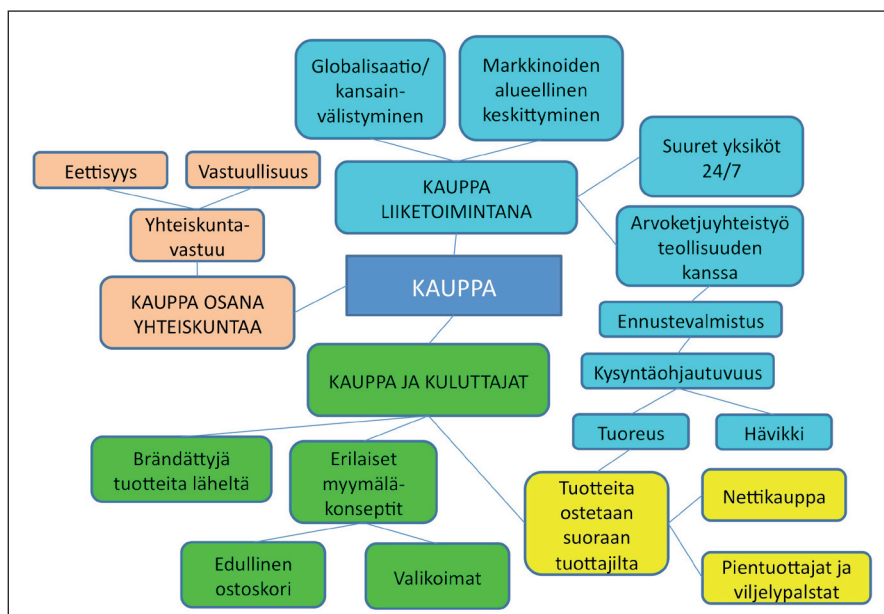 Globalisaatio/
kansain-
välistyminen
Markkinoiden
alueellinen
keskittyminen
Suuret yksiköt
24/7
Eettisyys
Vastuullisuus
KAUPPA
LIIKETOIMINTANA
Yhteiskunta-
vastuu
Arvoketjuyhteistyö
teollisuuden
kanssa
KAUPPA
KAUPPA OSANA
YHTEISKUNTAA
Ennustevalmistus
KAUPPA JA KULUTTAJAT
Kysyntäohjautuvuus
Tuoreus
Hävikki
Brändättyjä
tuotteita läheltä
Erilaiset
myymälä-
konseptit
Tuotteita
ostetaan
suoraan
tuottajilta
Nettikauppa
Edullinen
ostoskori
Valikoimat
Pientuottajat ja
viljelypalstat